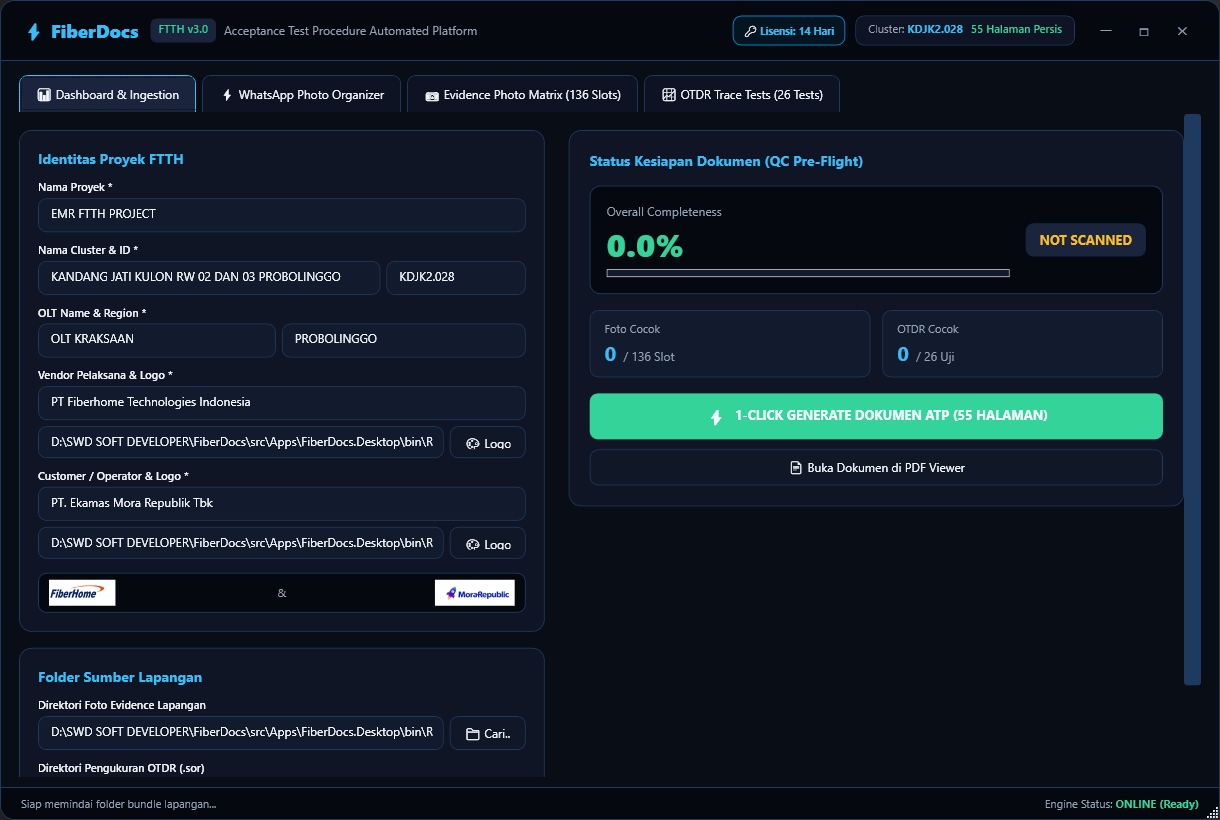 FiberDocs FTTH v3.0 Acceptance Test Procedure Automated Platform
Lisensi: 14 Hari
Cluster: KDJK2.028 55 Halaman Persis
Dashboard & Ingestion
WhatsApp Photo Organizer
Evidence Photo Matrix (136 Slots)
OTDR Trace Tests (26 Tests)
Identitas Proyek FTTH
Nama Proyek *
EMR FTTH PROJECT
Nama Cluster & ID *
KANDANG JATI KULON RW 02 DAN 03 PROBOLINGGO
KDJK2.028
OLT Name & Region *
OLT KRAKSAAN
PROBOLINGGO
Vendor Pelaksana & Logo *
PT Fiberhome Technologies Indonesia
D:\SWD SOFT DEVELOPER\FiberDocs\src\Apps\FiberDocs.Desktop\bin\R
Logo
Customer / Operator & Logo *
PT. Ekamas Mora Republik Tbk
D:\SWD SOFT DEVELOPER\FiberDocs\src\Apps\FiberDocs.Desktop\bin\R
Logo
FiberHome
&
MoraRepublic
Folder Sumber Lapangan
Direktori Foto Evidence Lapangan
D:\SWD SOFT DEVELOPER\FiberDocs\src\Apps\FiberDocs.Desktop\bin\R
Cari..
Direktori Pengukuran OTDR (.sor)
Status Kesiapan Dokumen (QC Pre-Flight)
Overall Completeness
0.0%
NOT SCANNED
Foto Cocok
0 / 136 Slot
OTDR Cocok
0 / 26 Uji
1-CLICK GENERATE DOKUMEN ATP (55 HALAMAN)
Buka Dokumen di PDF Viewer
Siap memindai folder bundle lapangan...
Engine Status: ONLINE (Ready)